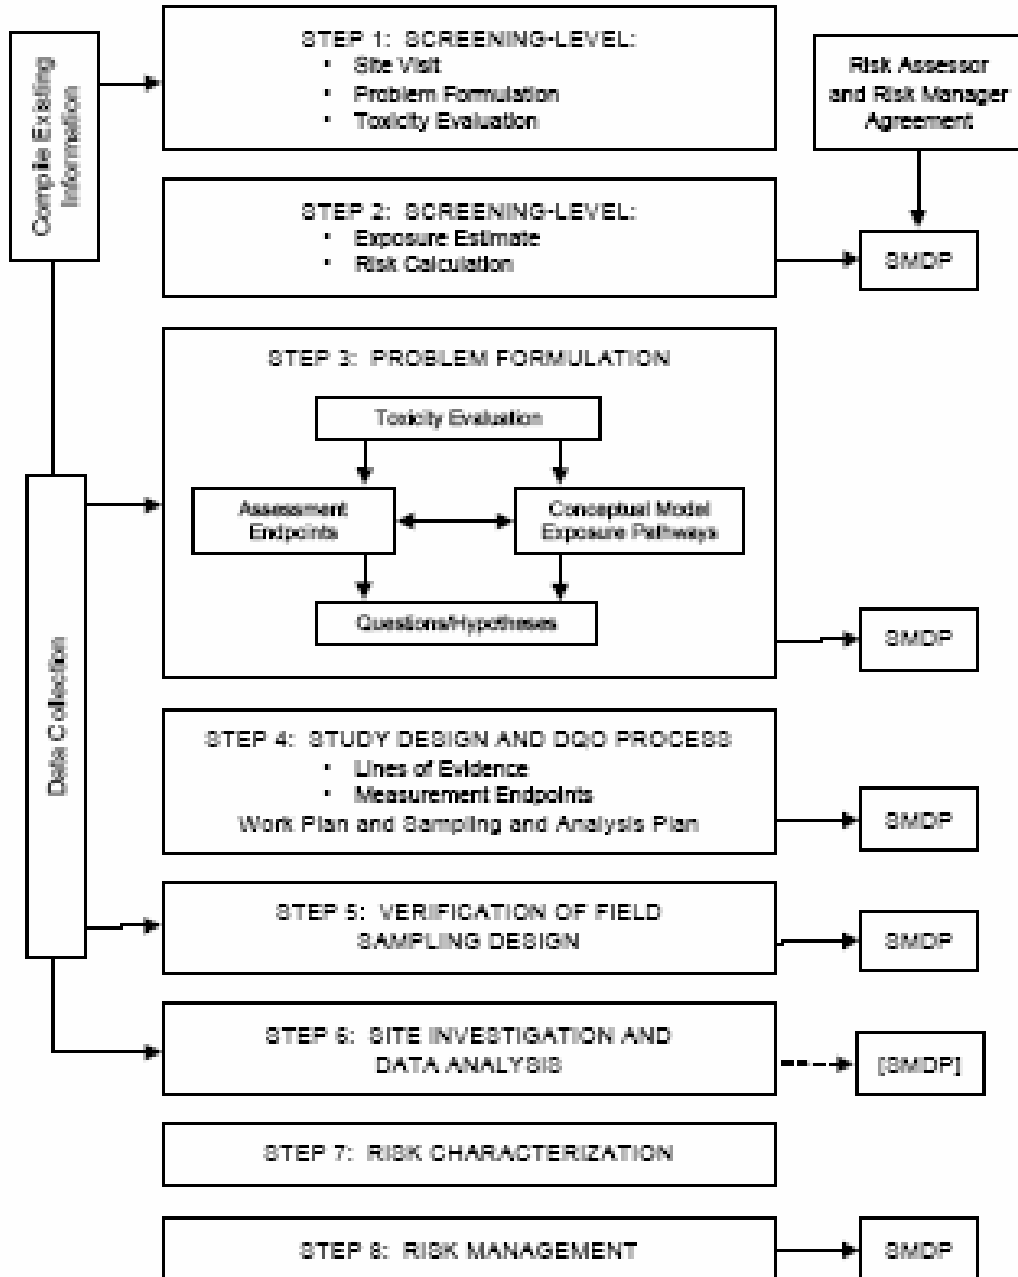 STEP 1: SCREENING-LEVEL:
• Site Visit
• Problem Formulation
• Toxicity Evaluation
Compile Existing
Information
Risk Assessor
and Risk Manager
Agreement
STEP 2: SCREENING-LEVEL:
• Exposure Estimate
• Risk Calculation
SMDP
STEP 3: PROBLEM FORMULATION
Toxicity Evaluation
Assessment
Endpoints
Conceptual Model
Exposure Pathways
Questions/Hypotheses
SMDP
Data Collection
STEP 4: STUDY DESIGN AND DQO PROCESS
• Lines of Evidence
• Measurement Endpoints
Work Plan and Sampling and Analysis Plan
SMDP
STEP 5: VERIFICATION OF FIELD
SAMPLING DESIGN
SMDP
STEP 6: SITE INVESTIGATION AND
DATA ANALYSIS
[SMDP]
STEP 7: RISK CHARACTERIZATION
STEP 8: RISK MANAGEMENT
SMDP